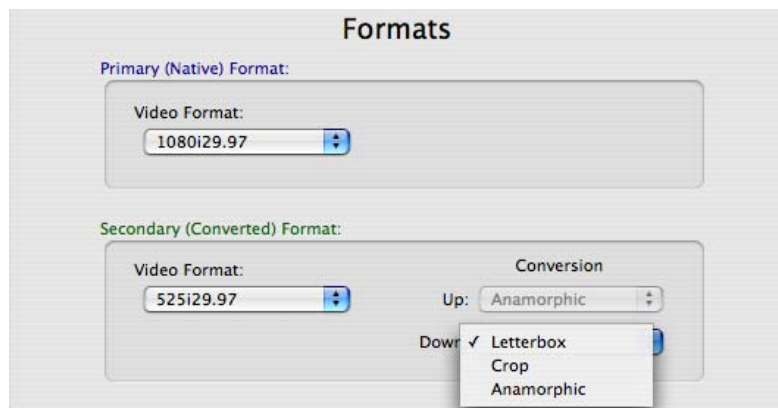 Formats
Primary (Native) Format:
Video Format:
1080i29.97
Secondary (Converted) Format:
Video Format:
Conversion
525i29.97
Up: Anamorphic
Down ✓ Letterbox
Crop
Anamorphic